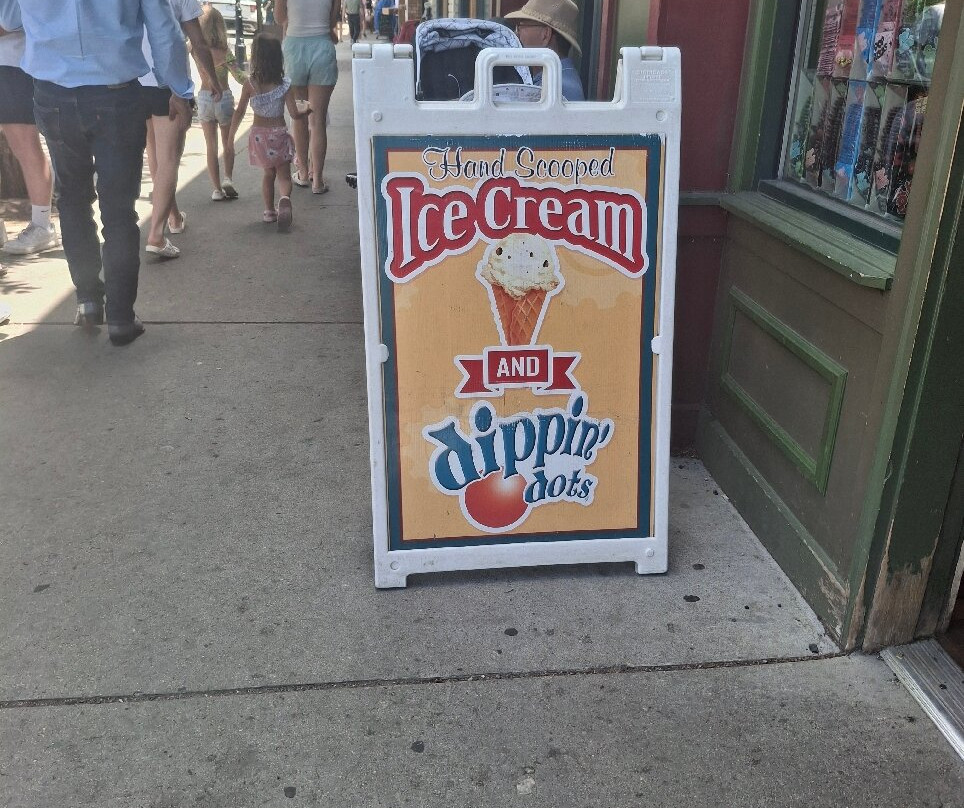 Hand Scooped
Ice Cream
AND
dippin'
dots